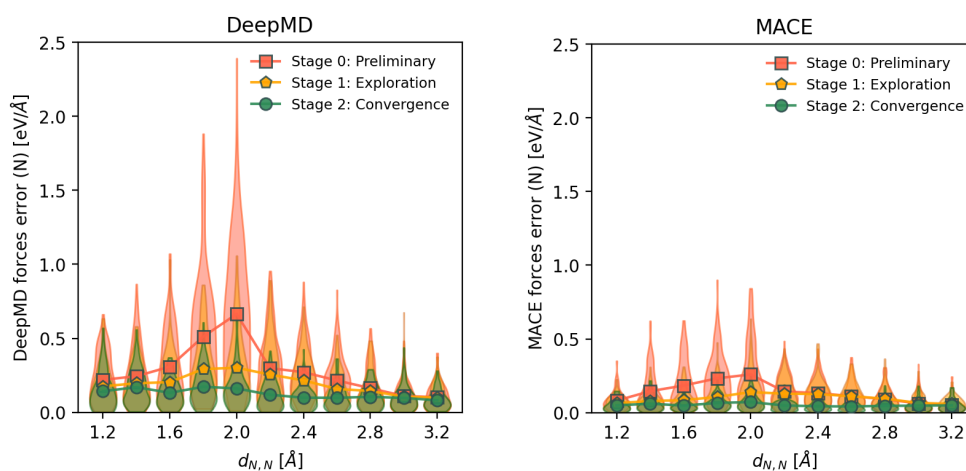 DeepMD
2.5
2.0
1.5
1.0
0.5
0.0
DeepMD forces error (N) [eV/Å]
Stage 0: Preliminary
Stage 1: Exploration
Stage 2: Convergence
1.2 1.6 2.0 2.4 2.8 3.2
d_{N,N} [Å]
MACE
2.5
2.0
1.5
1.0
0.5
0.0
MACE forces error (N) [eV/Å]
Stage 0: Preliminary
Stage 1: Exploration
Stage 2: Convergence
1.2 1.6 2.0 2.4 2.8 3.2
d_{N,N} [Å]